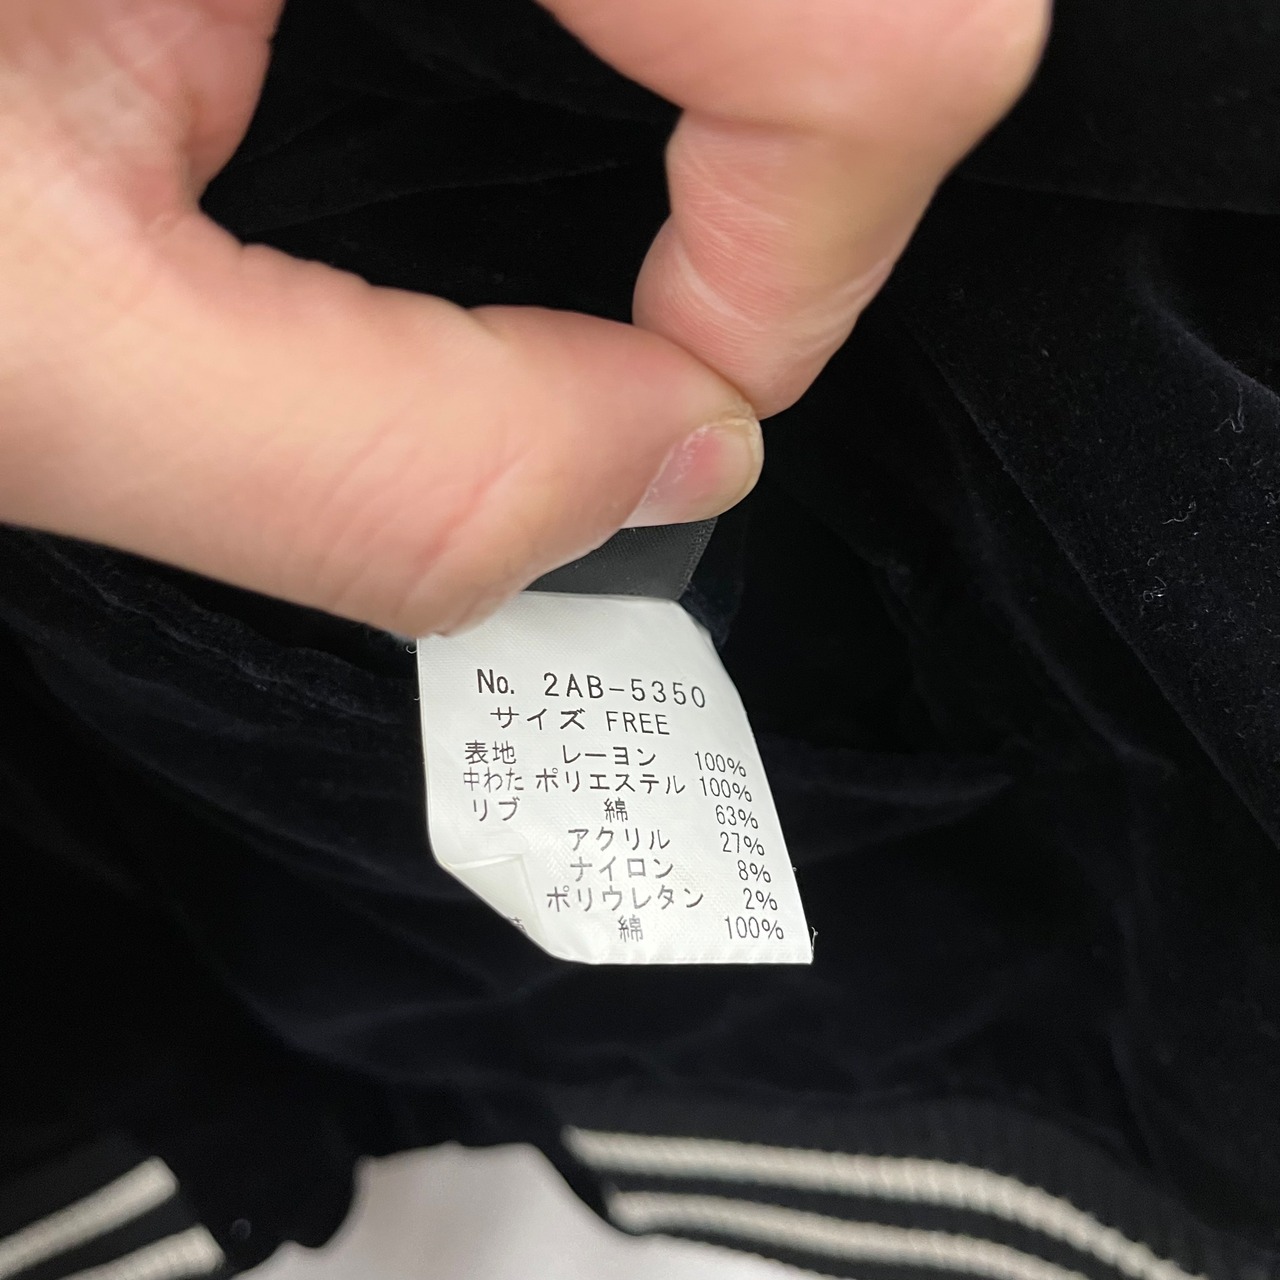 No. 2AB-5350
サイズ FREE
表地 レーヨン 100%
中わた ポリエステル 100%
リブ 綿 63%
アクリル 27%
ナイロン 8%
ポリウレタン 2%
綿 100%